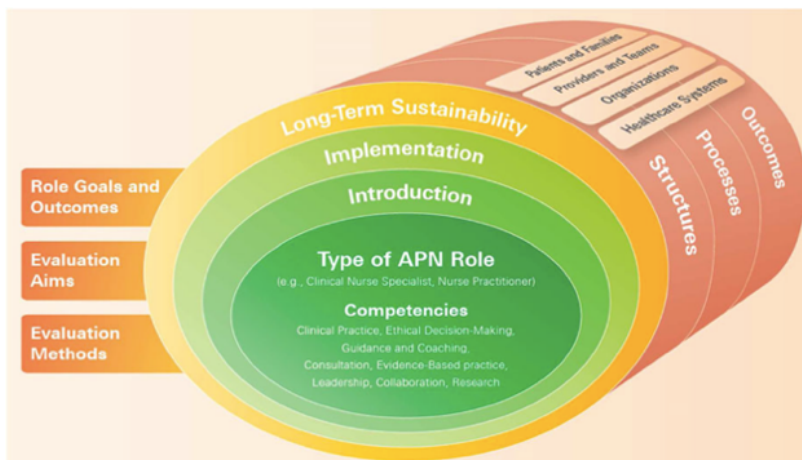 Long-Term Sustainability
Implementation
Introduction
Type of APN Role
(e.g., Clinical Nurse Specialist, Nurse Practitioner)
Competencies
Clinical Practice, Ethical Decision-Making,
Guidance and Coaching,
Consultation, Evidence-Based practice,
Leadership, Collaboration, Research
Role Goals and
Outcomes
Evaluation
Aims
Evaluation
Methods
Patients and Families
Providers and Teams
Organizations
Healthcare Systems
Structures
Processes
Outcomes